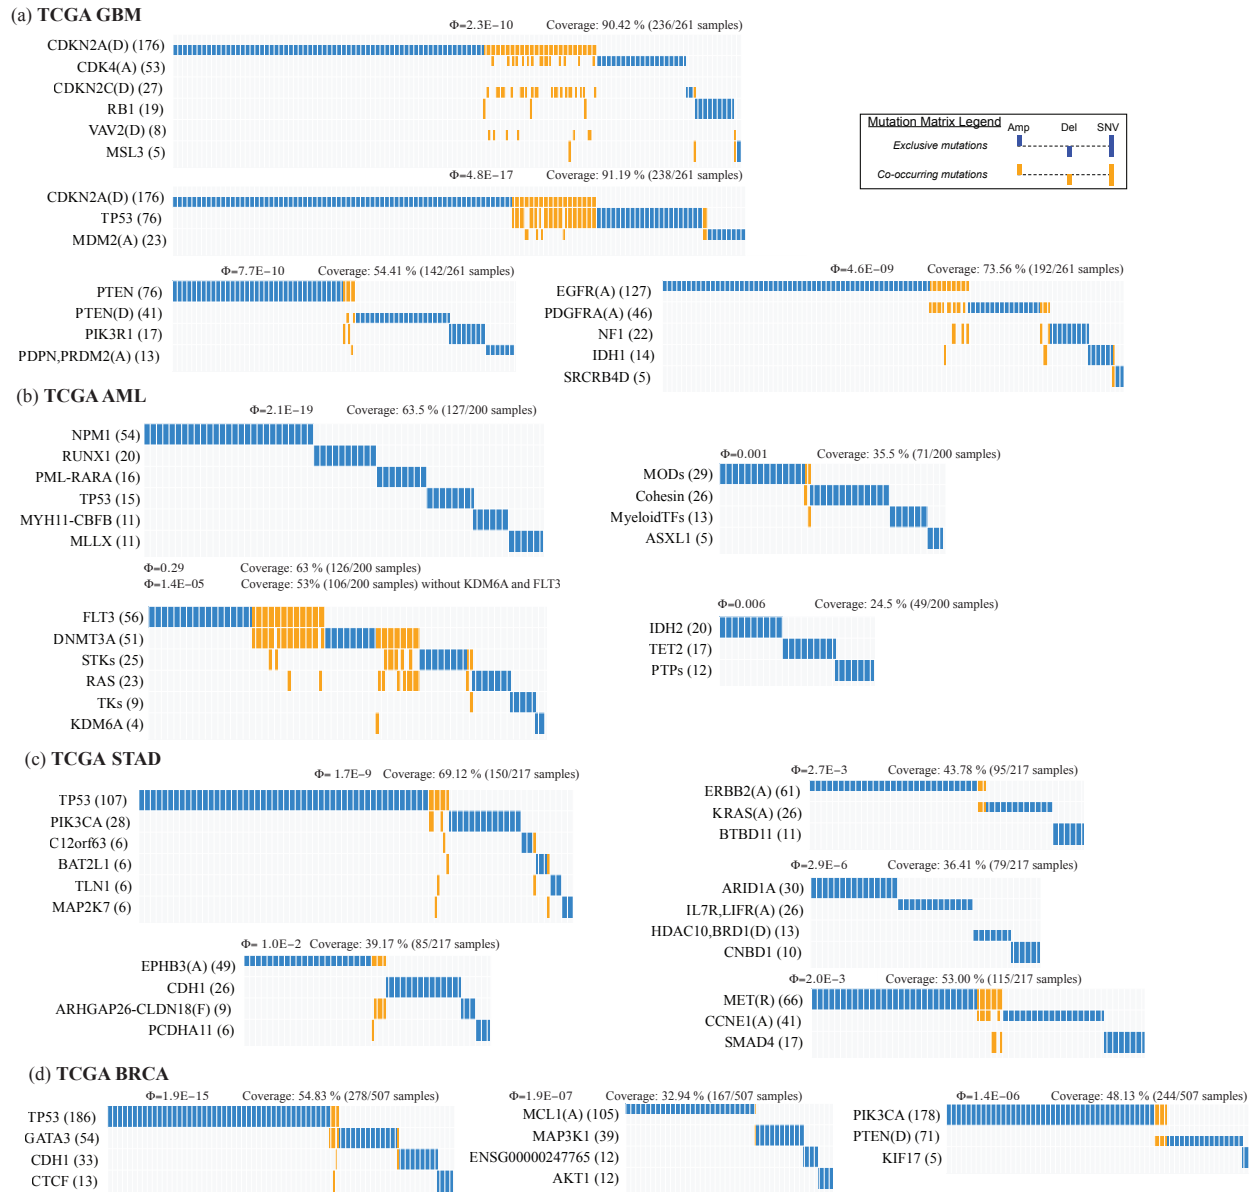 (a) TCGA GBM
Φ=2.3E−10 Coverage: 90.42 % (236/261 samples)
CDKN2A(D) (176)
CDK4(A) (53)
CDKN2C(D) (27)
RB1 (19)
VAV2(D) (8)
MSL3 (5)
Mutation Matrix Legend Amp Del SNV
Exclusive mutations
Co-occurring mutations
Φ=4.8E−17 Coverage: 91.19 % (238/261 samples)
CDKN2A(D) (176)
TP53 (76)
MDM2(A) (23)
Φ=7.7E−10 Coverage: 54.41 % (142/261 samples)
PTEN (76)
PTEN(D) (41)
PIK3R1 (17)
PDPN,PRDM2(A) (13)
Φ=4.6E−09 Coverage: 73.56 % (192/261 samples)
EGFR(A) (127)
PDGFRA(A) (46)
NF1 (22)
IDH1 (14)
SRCRB4D (5)
(b) TCGA AML
Φ=2.1E−19 Coverage: 63.5 % (127/200 samples)
NPM1 (54)
RUNX1 (20)
PML-RARA (16)
TP53 (15)
MYH11-CBFB (11)
MLLX (11)
Φ=0.001 Coverage: 35.5 % (71/200 samples)
MODs (29)
Cohesin (26)
MyeloidTFs (13)
ASXL1 (5)
Φ=0.29 Coverage: 63 % (126/200 samples)
Φ=1.4E−05 Coverage: 53% (106/200 samples) without KDM6A and FLT3
FLT3 (56)
DNMT3A (51)
STKs (25)
RAS (23)
TKs (9)
KDM6A (4)
Φ=0.006 Coverage: 24.5 % (49/200 samples)
IDH2 (20)
TET2 (17)
PTPs (12)
(c) TCGA STAD
Φ= 1.7E−9 Coverage: 69.12 % (150/217 samples)
TP53 (107)
PIK3CA (28)
C12orf63 (6)
BAT2L1 (6)
TLN1 (6)
MAP2K7 (6)
Φ=2.7E−3 Coverage: 43.78 % (95/217 samples)
ERBB2(A) (61)
KRAS(A) (26)
BTBD11 (11)
Φ=2.9E−6 Coverage: 36.41 % (79/217 samples)
ARID1A (30)
IL7R,LIFR(A) (26)
HDAC10,BRD1(D) (13)
CNBD1 (10)
Φ= 1.0E−2 Coverage: 39.17 % (85/217 samples)
EPHB3(A) (49)
CDH1 (26)
ARHGAP26-CLDN18(F) (9)
PCDHA11 (6)
Φ=2.0E−3 Coverage: 53.00 % (115/217 samples)
MET(R) (66)
CCNE1(A) (41)
SMAD4 (17)
(d) TCGA BRCA
Φ=1.9E−15 Coverage: 54.83 % (278/507 samples)
TP53 (186)
GATA3 (54)
CDH1 (33)
CTCF (13)
Φ=1.9E−07 Coverage: 32.94 % (167/507 samples)
MCL1(A) (105)
MAP3K1 (39)
ENSG00000247765 (12)
AKT1 (12)
Φ=1.4E−06 Coverage: 48.13 % (244/507 samples)
PIK3CA (178)
PTEN(D) (71)
KIF17 (5)